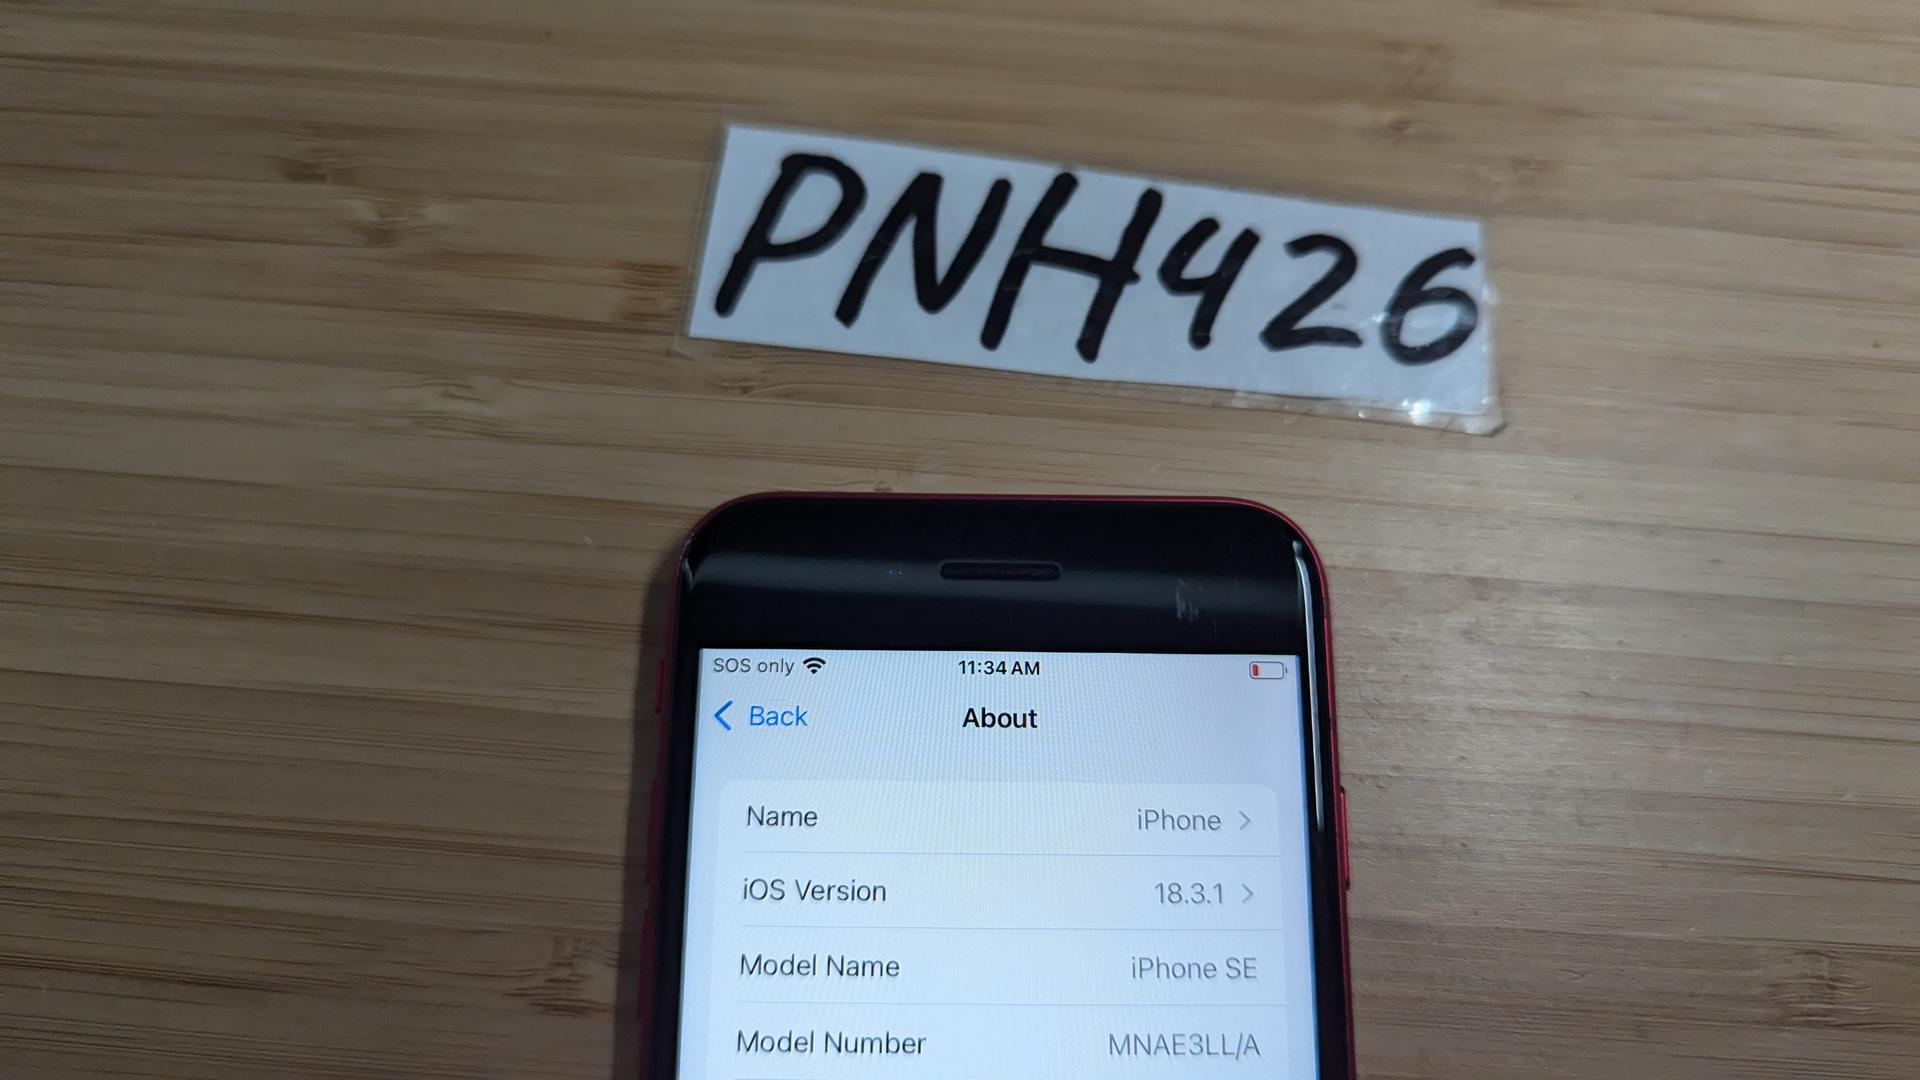 PNH426
SOS only 11:34 AM
Back About
Name iPhone
iOS Version 18.3.1
Model Name iPhone SE
Model Number MNAE3LL/A